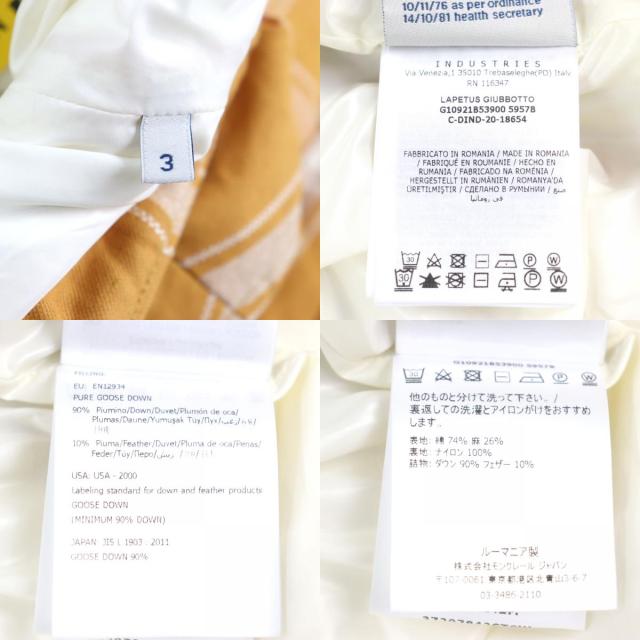 3
10/11/76 as per ordinance
14/10/81 health secretary
INDUSTRIES
Via Venezia,1 35010 Trebaseleghe(PD) Italy
RN 116347
LAPETUS GIUBBOTTO
G10921B53900 59578
C-DIND-20-18654
FABBRICATO IN ROMANIA / MADE IN ROMANIA
/ FABRIQUÉ EN ROUMANIE / HECHO EN
RUMANIA / FABRICADO NA ROMÉNIA /
HERGESTELLT IN RUMÄNIEN / ROMANYA'DA
ÜRETILMIŞTIR / СДЕЛАНО В РУМЫНИИ / صنع
في رومانيا
FILLING:
EU: EN12934
PURE GOOSE DOWN
90% Piumino/Down/Duvet/Plumón de oca/
Plumas/Daune/Yumuşak Tüy/Пух/
10% Piuma/Feather/Duvet/Pluma de oca/Penas/
Feder/Tüy/Перо/
USA: USA - 2000
Labeling standard for down and feather products
GOOSE DOWN
(MINIMUM 90% DOWN)
JAPAN: JIS L 1903 : 2011
GOOSE DOWN 90%
他のものと分けて洗って下さい。/
裏返しての洗濯とアイロンがけをおすすめ
します。
表地: 綿 74% 麻 26%
裏地: ナイロン 100%
詰物: ダウン 90% フェザー 10%
ルーマニア製
株式会社モンクレール ジャパン
〒107-0061 東京都港区北青山3-6-7
03-3486-2110